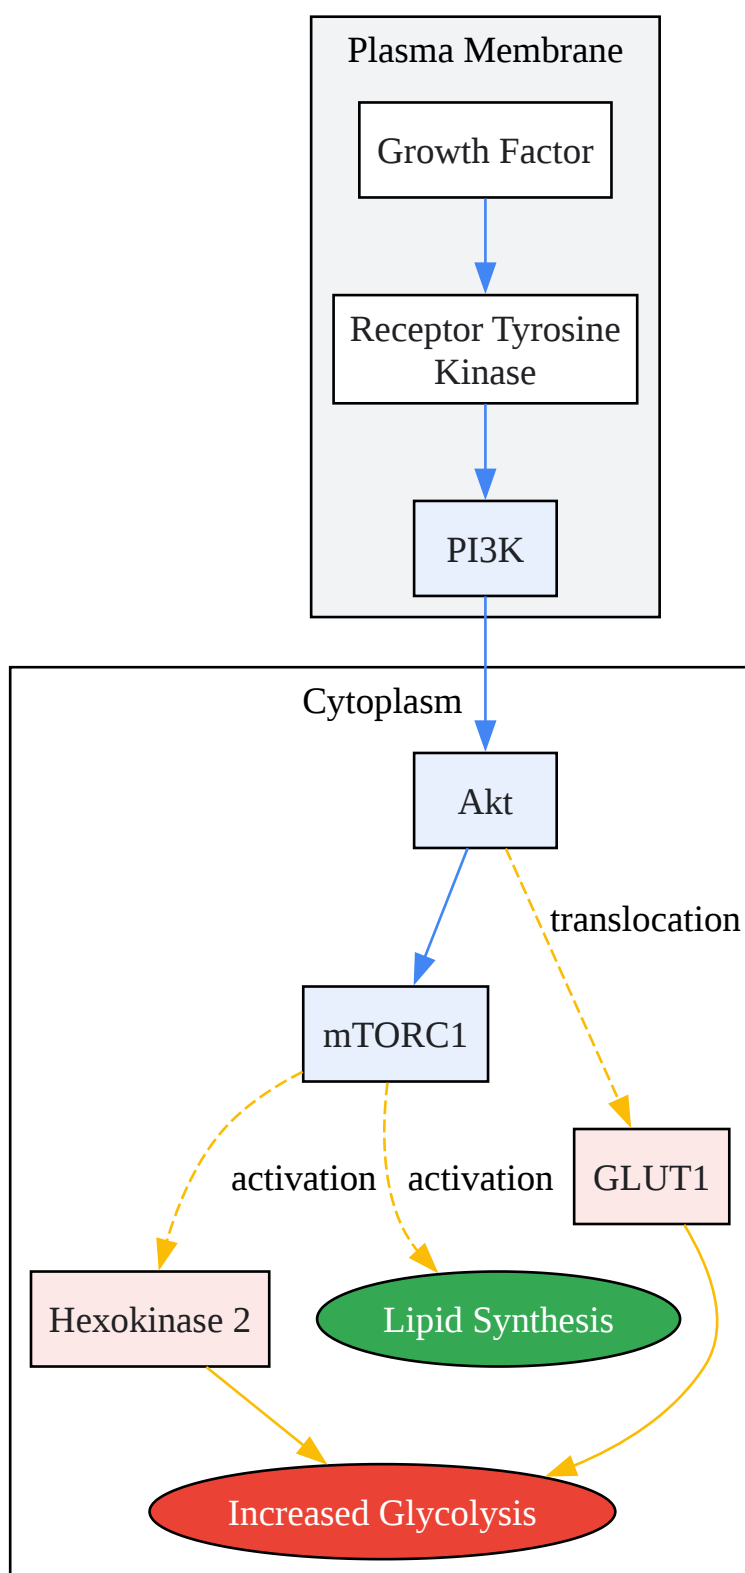 Plasma Membrane
Growth Factor
Receptor Tyrosine
Kinase
PI3K
Cytoplasm
Akt
translocation
mTORC1
activation
activation
GLUT1
Hexokinase 2
Lipid Synthesis
Increased Glycolysis